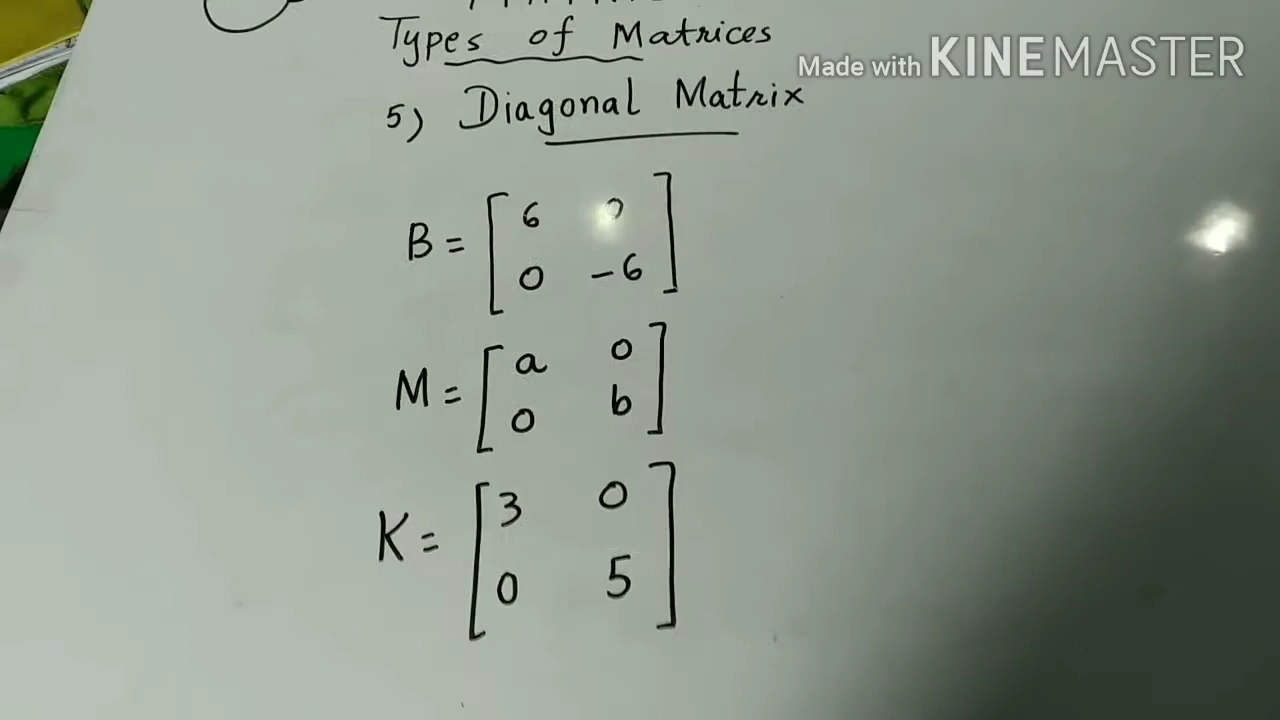 Types of Matrices
Made with KINEMASTER
5) Diagonal Matrix
B = [ 6 0
0 -6 ]
M = [ a 0
0 b ]
K = [ 3 0
0 5 ]